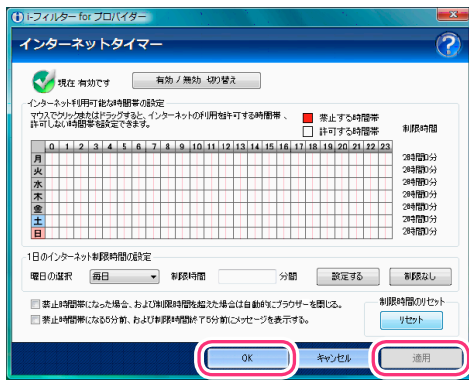 i-フィルター for プロバイダー
インターネットタイマー
?
現在 有効です
有効 / 無効 切り替え
インターネット利用可能な時間帯の設定
マウスでクリックまたはドラッグすると、インターネットの利用を許可する時間帯、
許可しない時間帯を設定できます。
禁止する時間帯
許可する時間帯
制限時間
0 1 2 3 4 5 6 7 8 9 10 11 12 13 14 15 16 17 18 19 20 21 22 23
月 24時間0分
火 24時間0分
水 24時間0分
木 24時間0分
金 24時間0分
土 24時間0分
日 24時間0分
1日のインターネット制限時間の設定
曜日の選択 毎日 制限時間 分間 設定する 制限なし
禁止時間帯になった場合、および制限時間を超えた場合は自動的にブラウザーを閉じる。
禁止時間帯になる5分前、および制限時間終了5分前にメッセージを表示する。
制限時間のリセット
リセット
OK キャンセル 適用